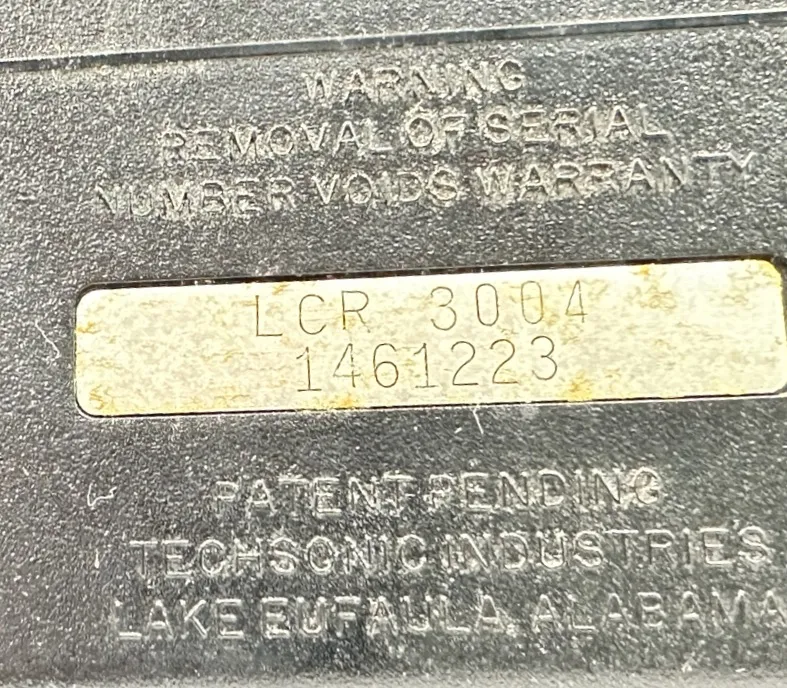 WARNING
REMOVAL OF SERIAL
NUMBER VOIDS WARRANTY
LCR 3004
1461223
PATENT PENDING
TECHSONIC INDUSTRIES
LAKE EUFAULA, ALABAMA